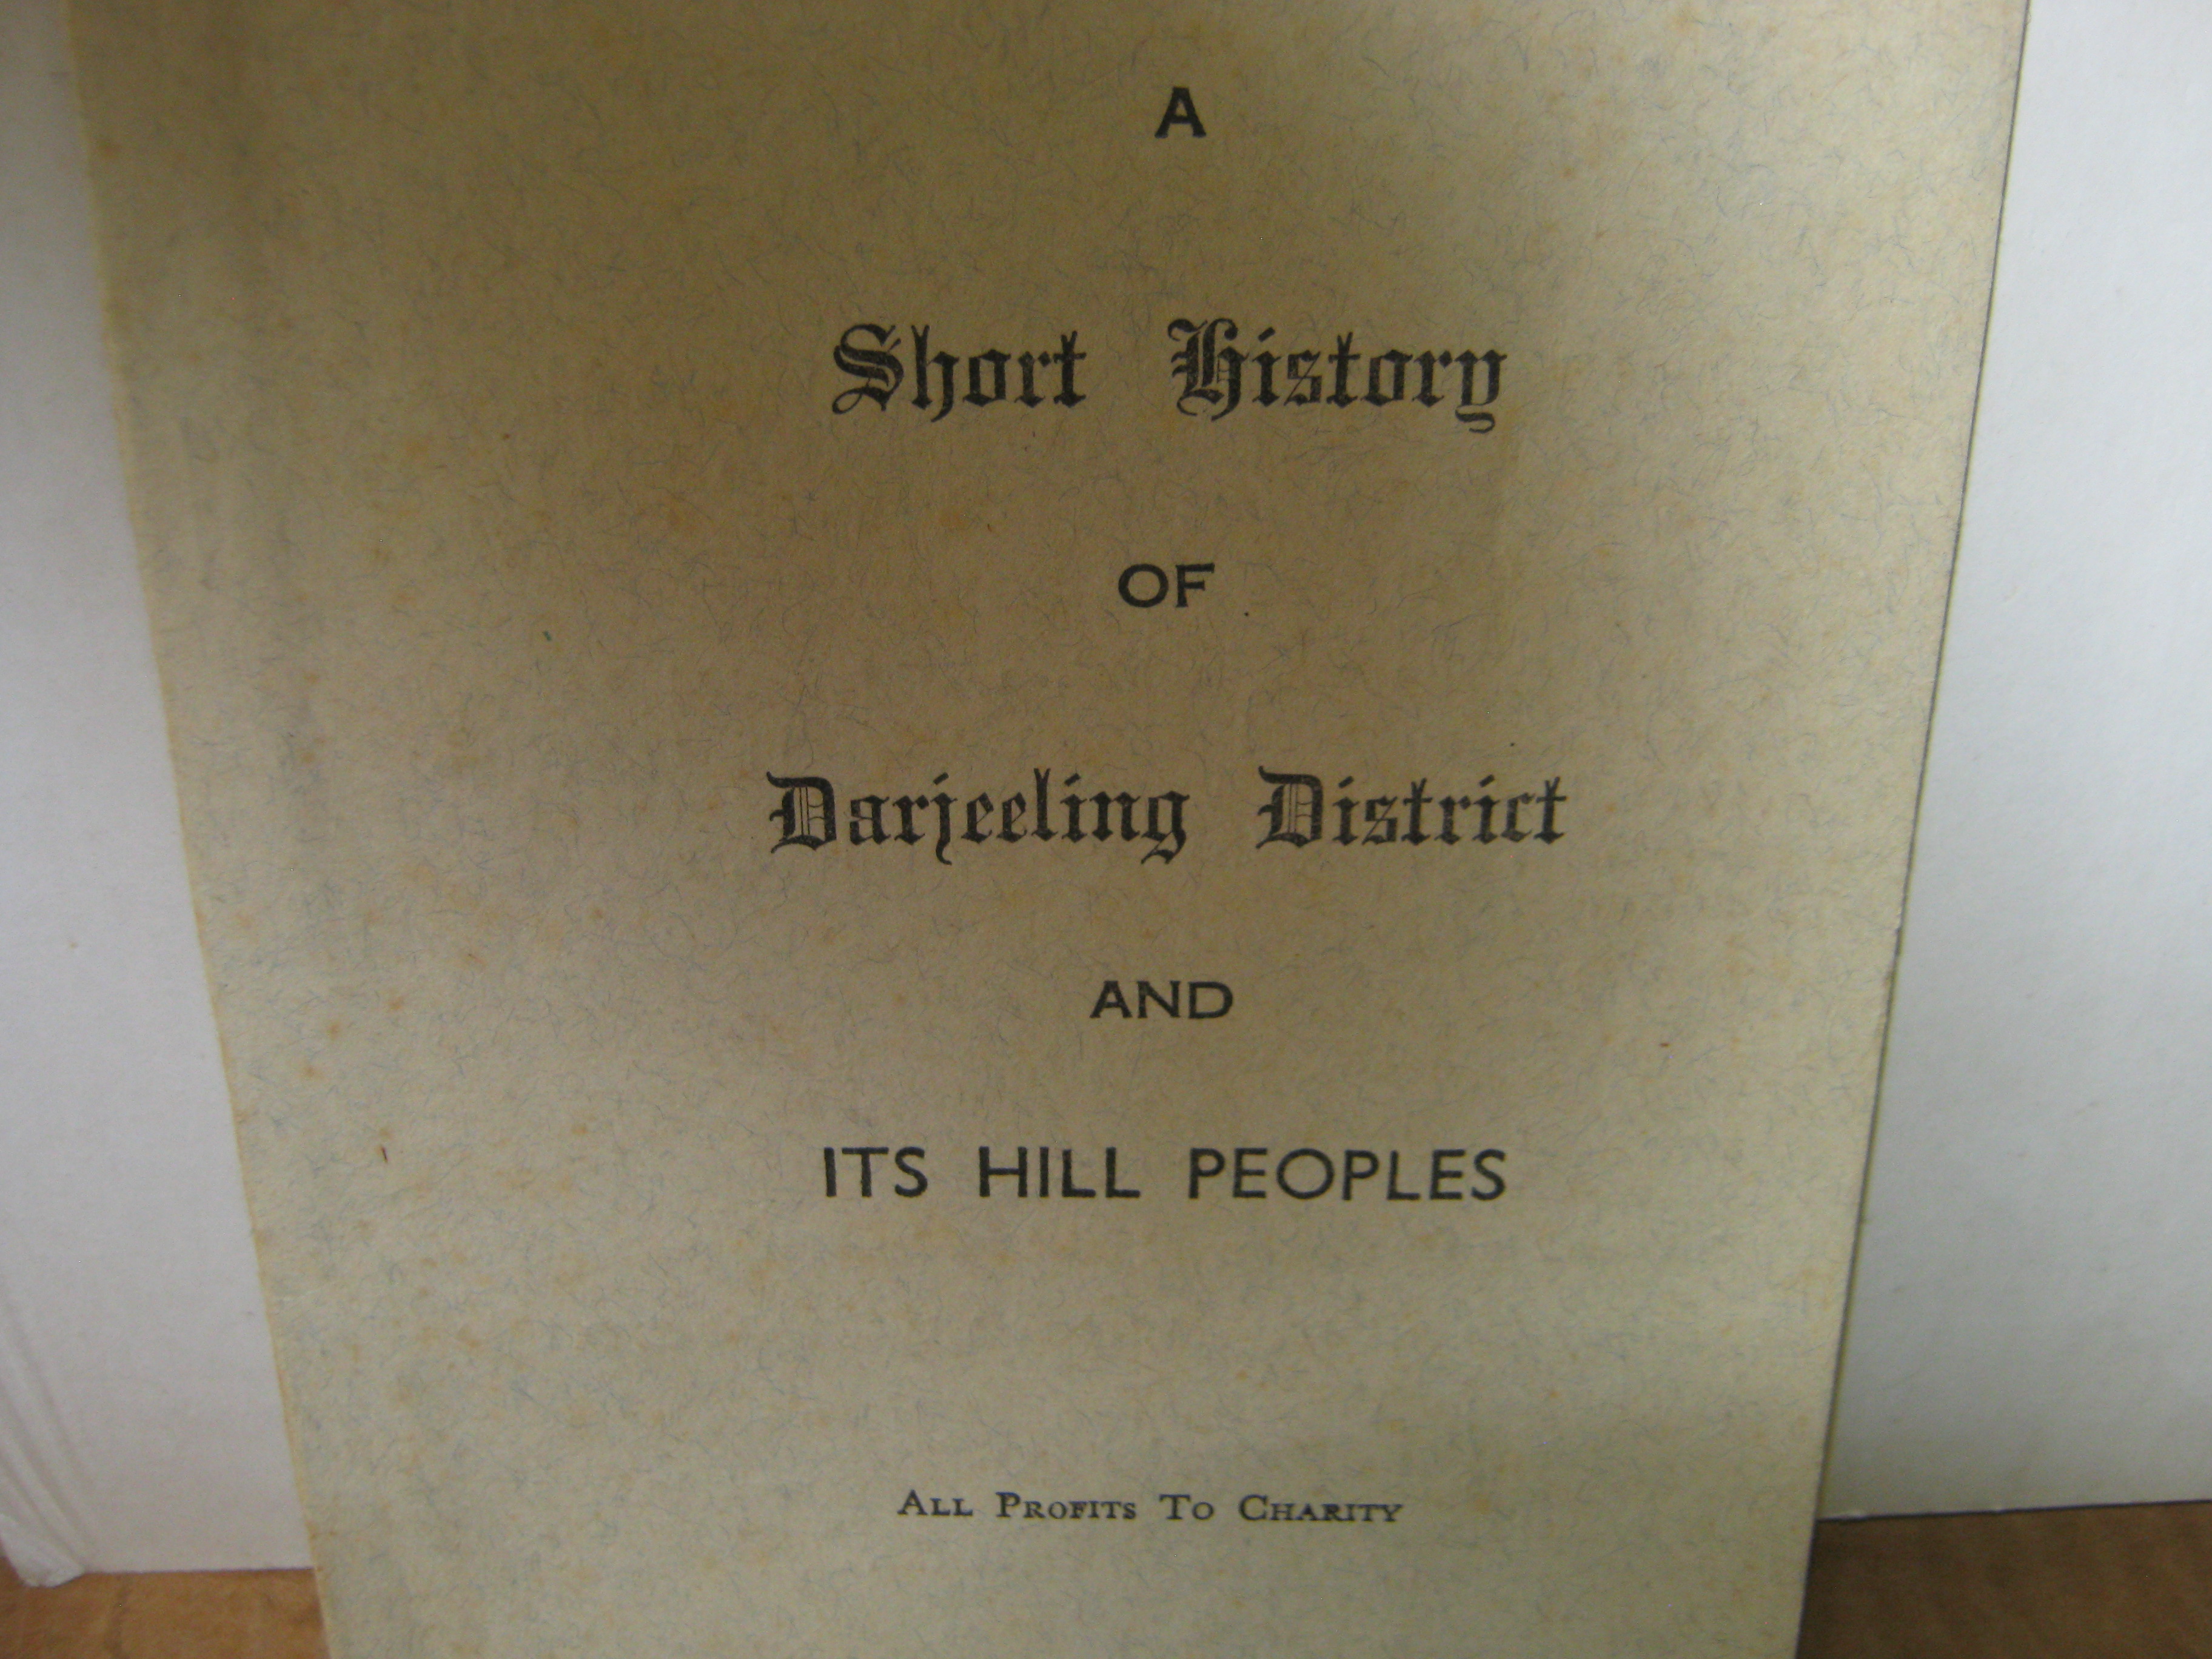 A
Short History
OF
Darjeeling District
AND
ITS HILL PEOPLES
ALL PROFITS TO CHARITY